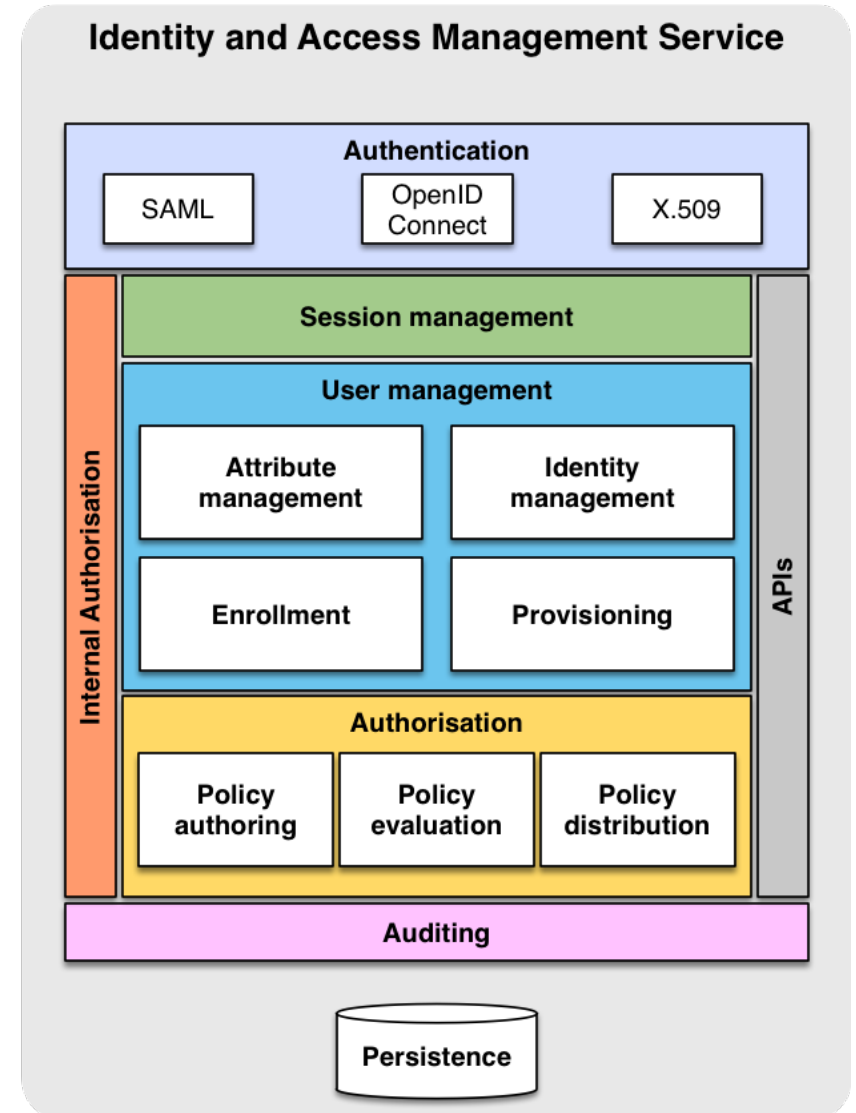 Identity and Access Management Service
Authentication
SAML
OpenID
Connect
X.509
Internal Authorisation
Session management
User management
Attribute
management
Identity
management
Enrollment
Provisioning
APIs
Authorisation
Policy
authoring
Policy
evaluation
Policy
distribution
Auditing
Persistence